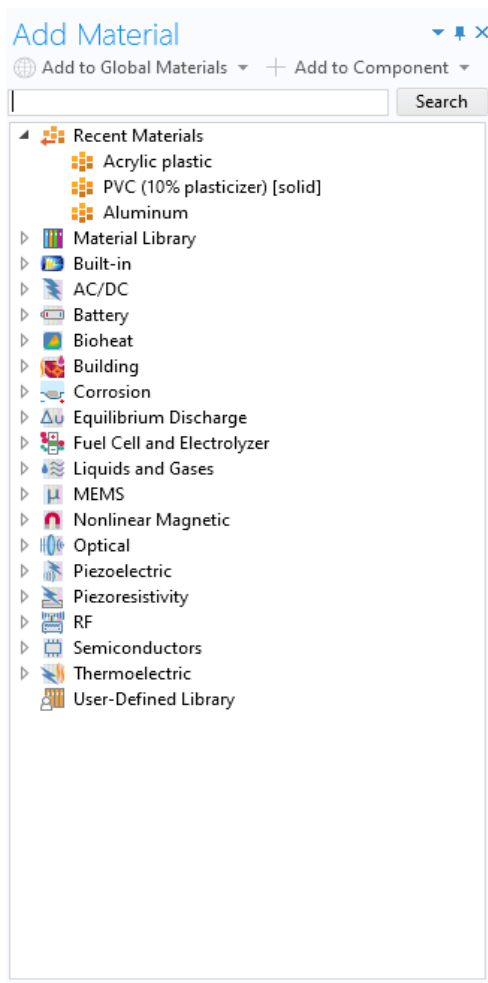 Add Material
Add to Global Materials Add to Component
Search
Recent Materials
Acrylic plastic
PVC (10% plasticizer) [solid]
Aluminum
Material Library
Built-in
AC/DC
Battery
Bioheat
Building
Corrosion
Equilibrium Discharge
Fuel Cell and Electrolyzer
Liquids and Gases
MEMS
Nonlinear Magnetic
Optical
Piezoelectric
Piezoresistivity
RF
Semiconductors
Thermoelectric
User-Defined Library